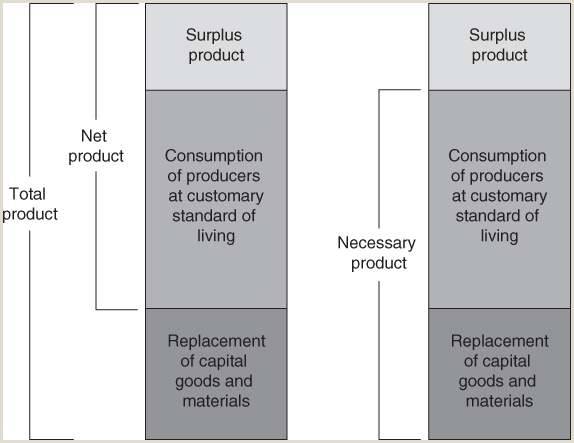 Surplus
product
Surplus
product
Net
product
Consumption
of producers
at customary
standard of
living
Consumption
of producers
at customary
standard of
living
Total
product
Necessary
product
Replacement
of capital
goods and
materials
Replacement
of capital
goods and
materials